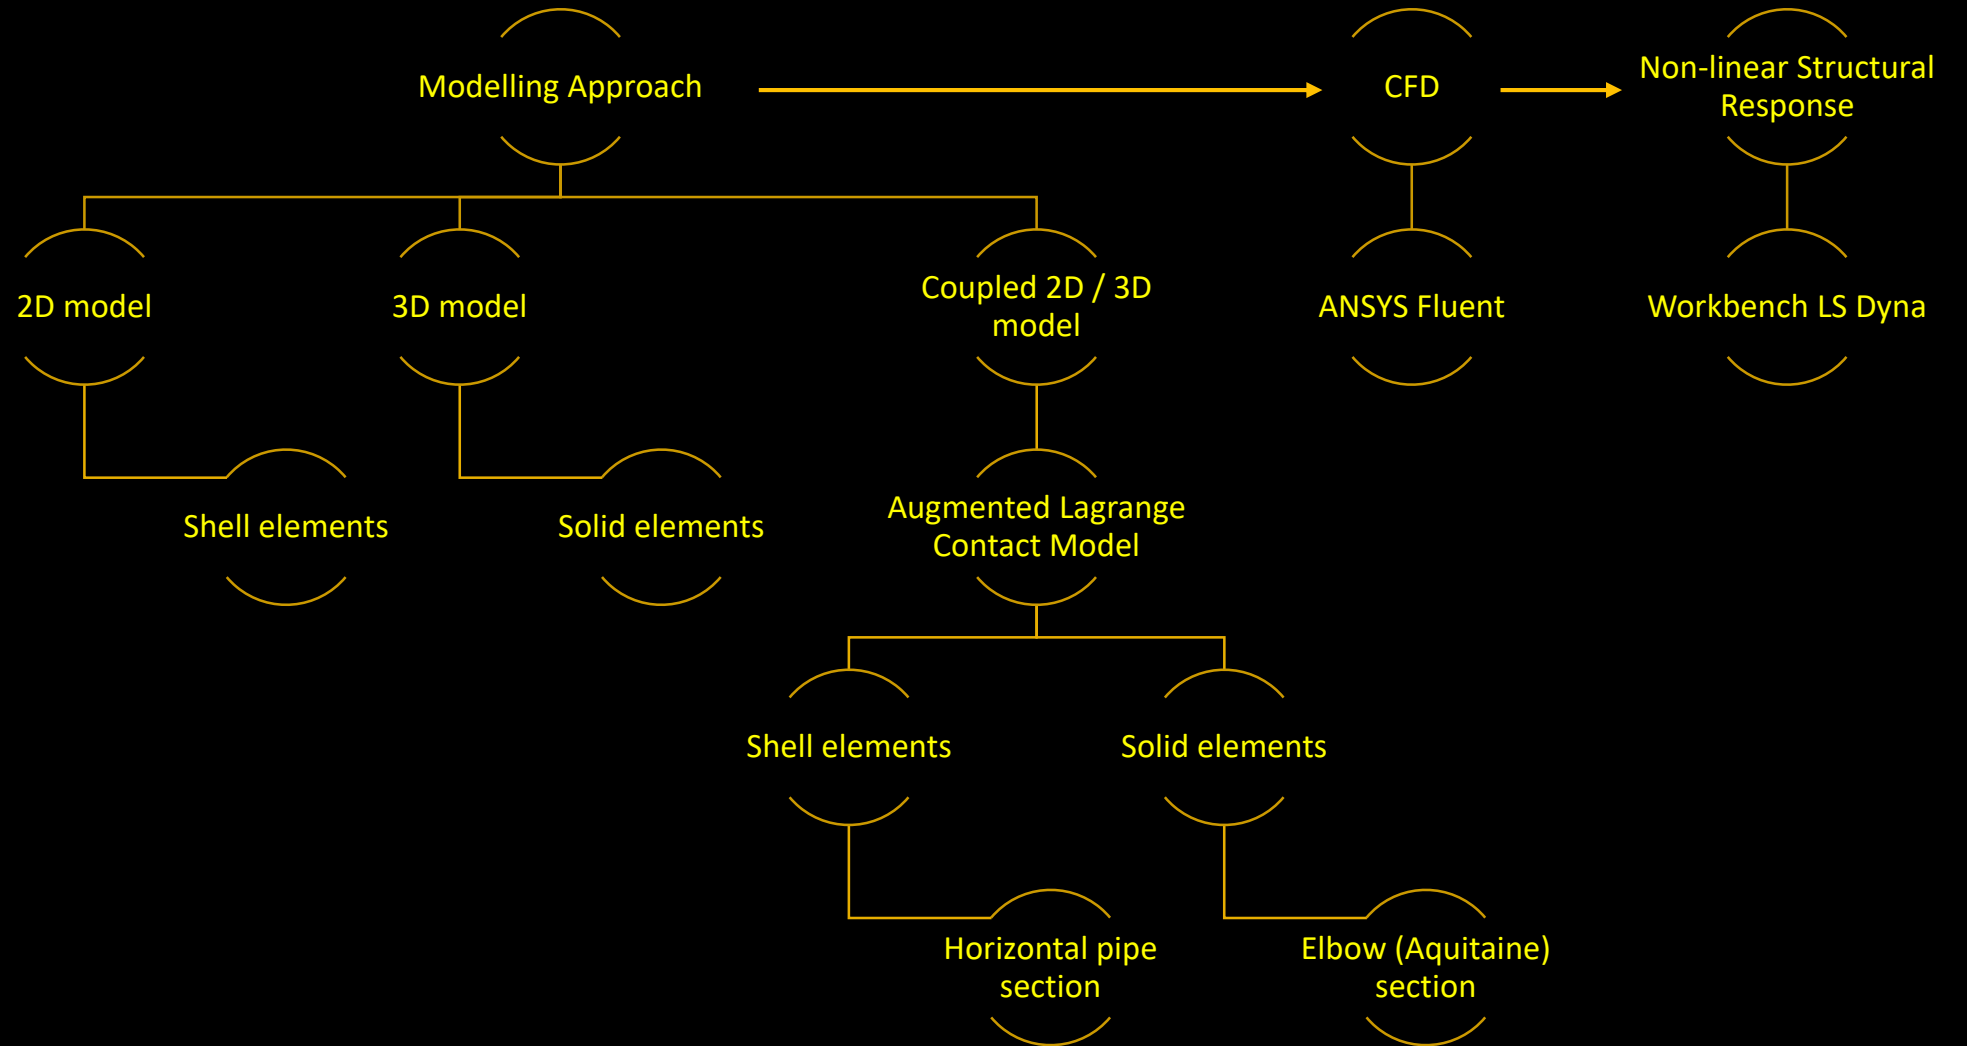 Modelling Approach
CFD
Non-linear Structural
Response
2D model
3D model
Coupled 2D / 3D
model
ANSYS Fluent
Workbench LS Dyna
Shell elements
Solid elements
Augmented Lagrange
Contact Model
Shell elements
Solid elements
Horizontal pipe
section
Elbow (Aquitaine)
section